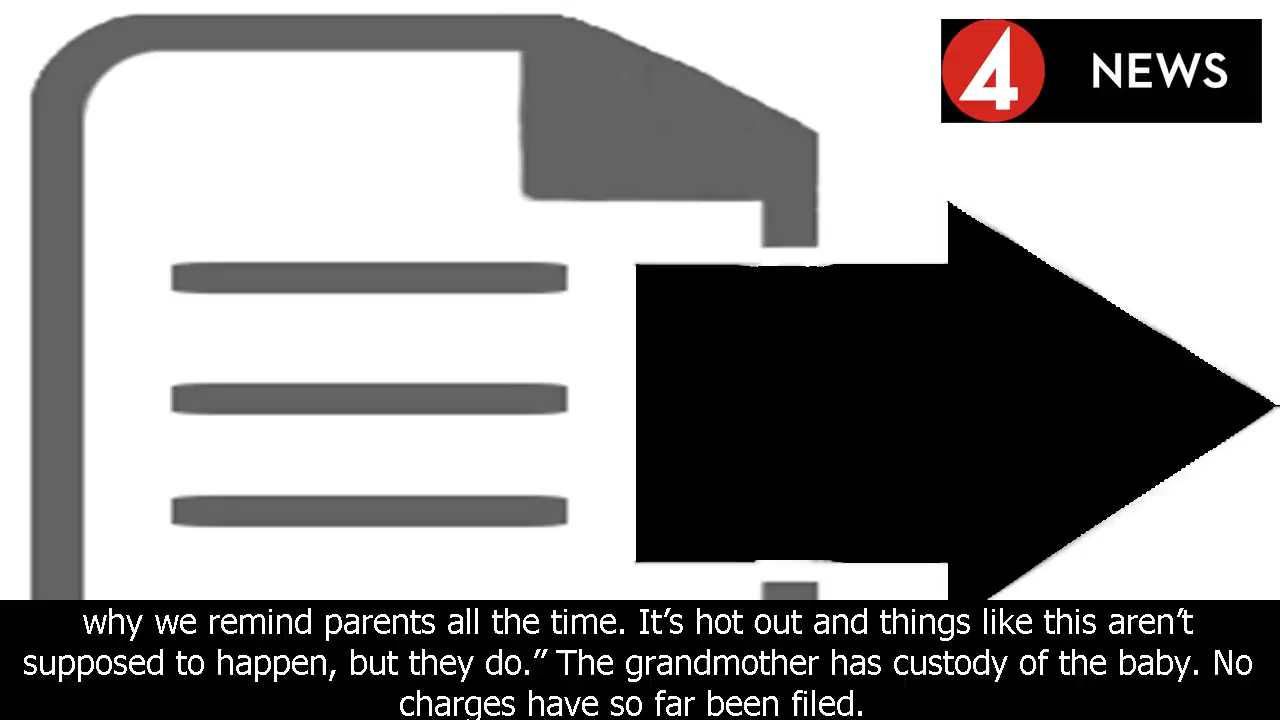 4 NEWS
why we remind parents all the time. It’s hot out and things like this aren’t
supposed to happen, but they do.” The grandmother has custody of the baby. No
charges have so far been filed.